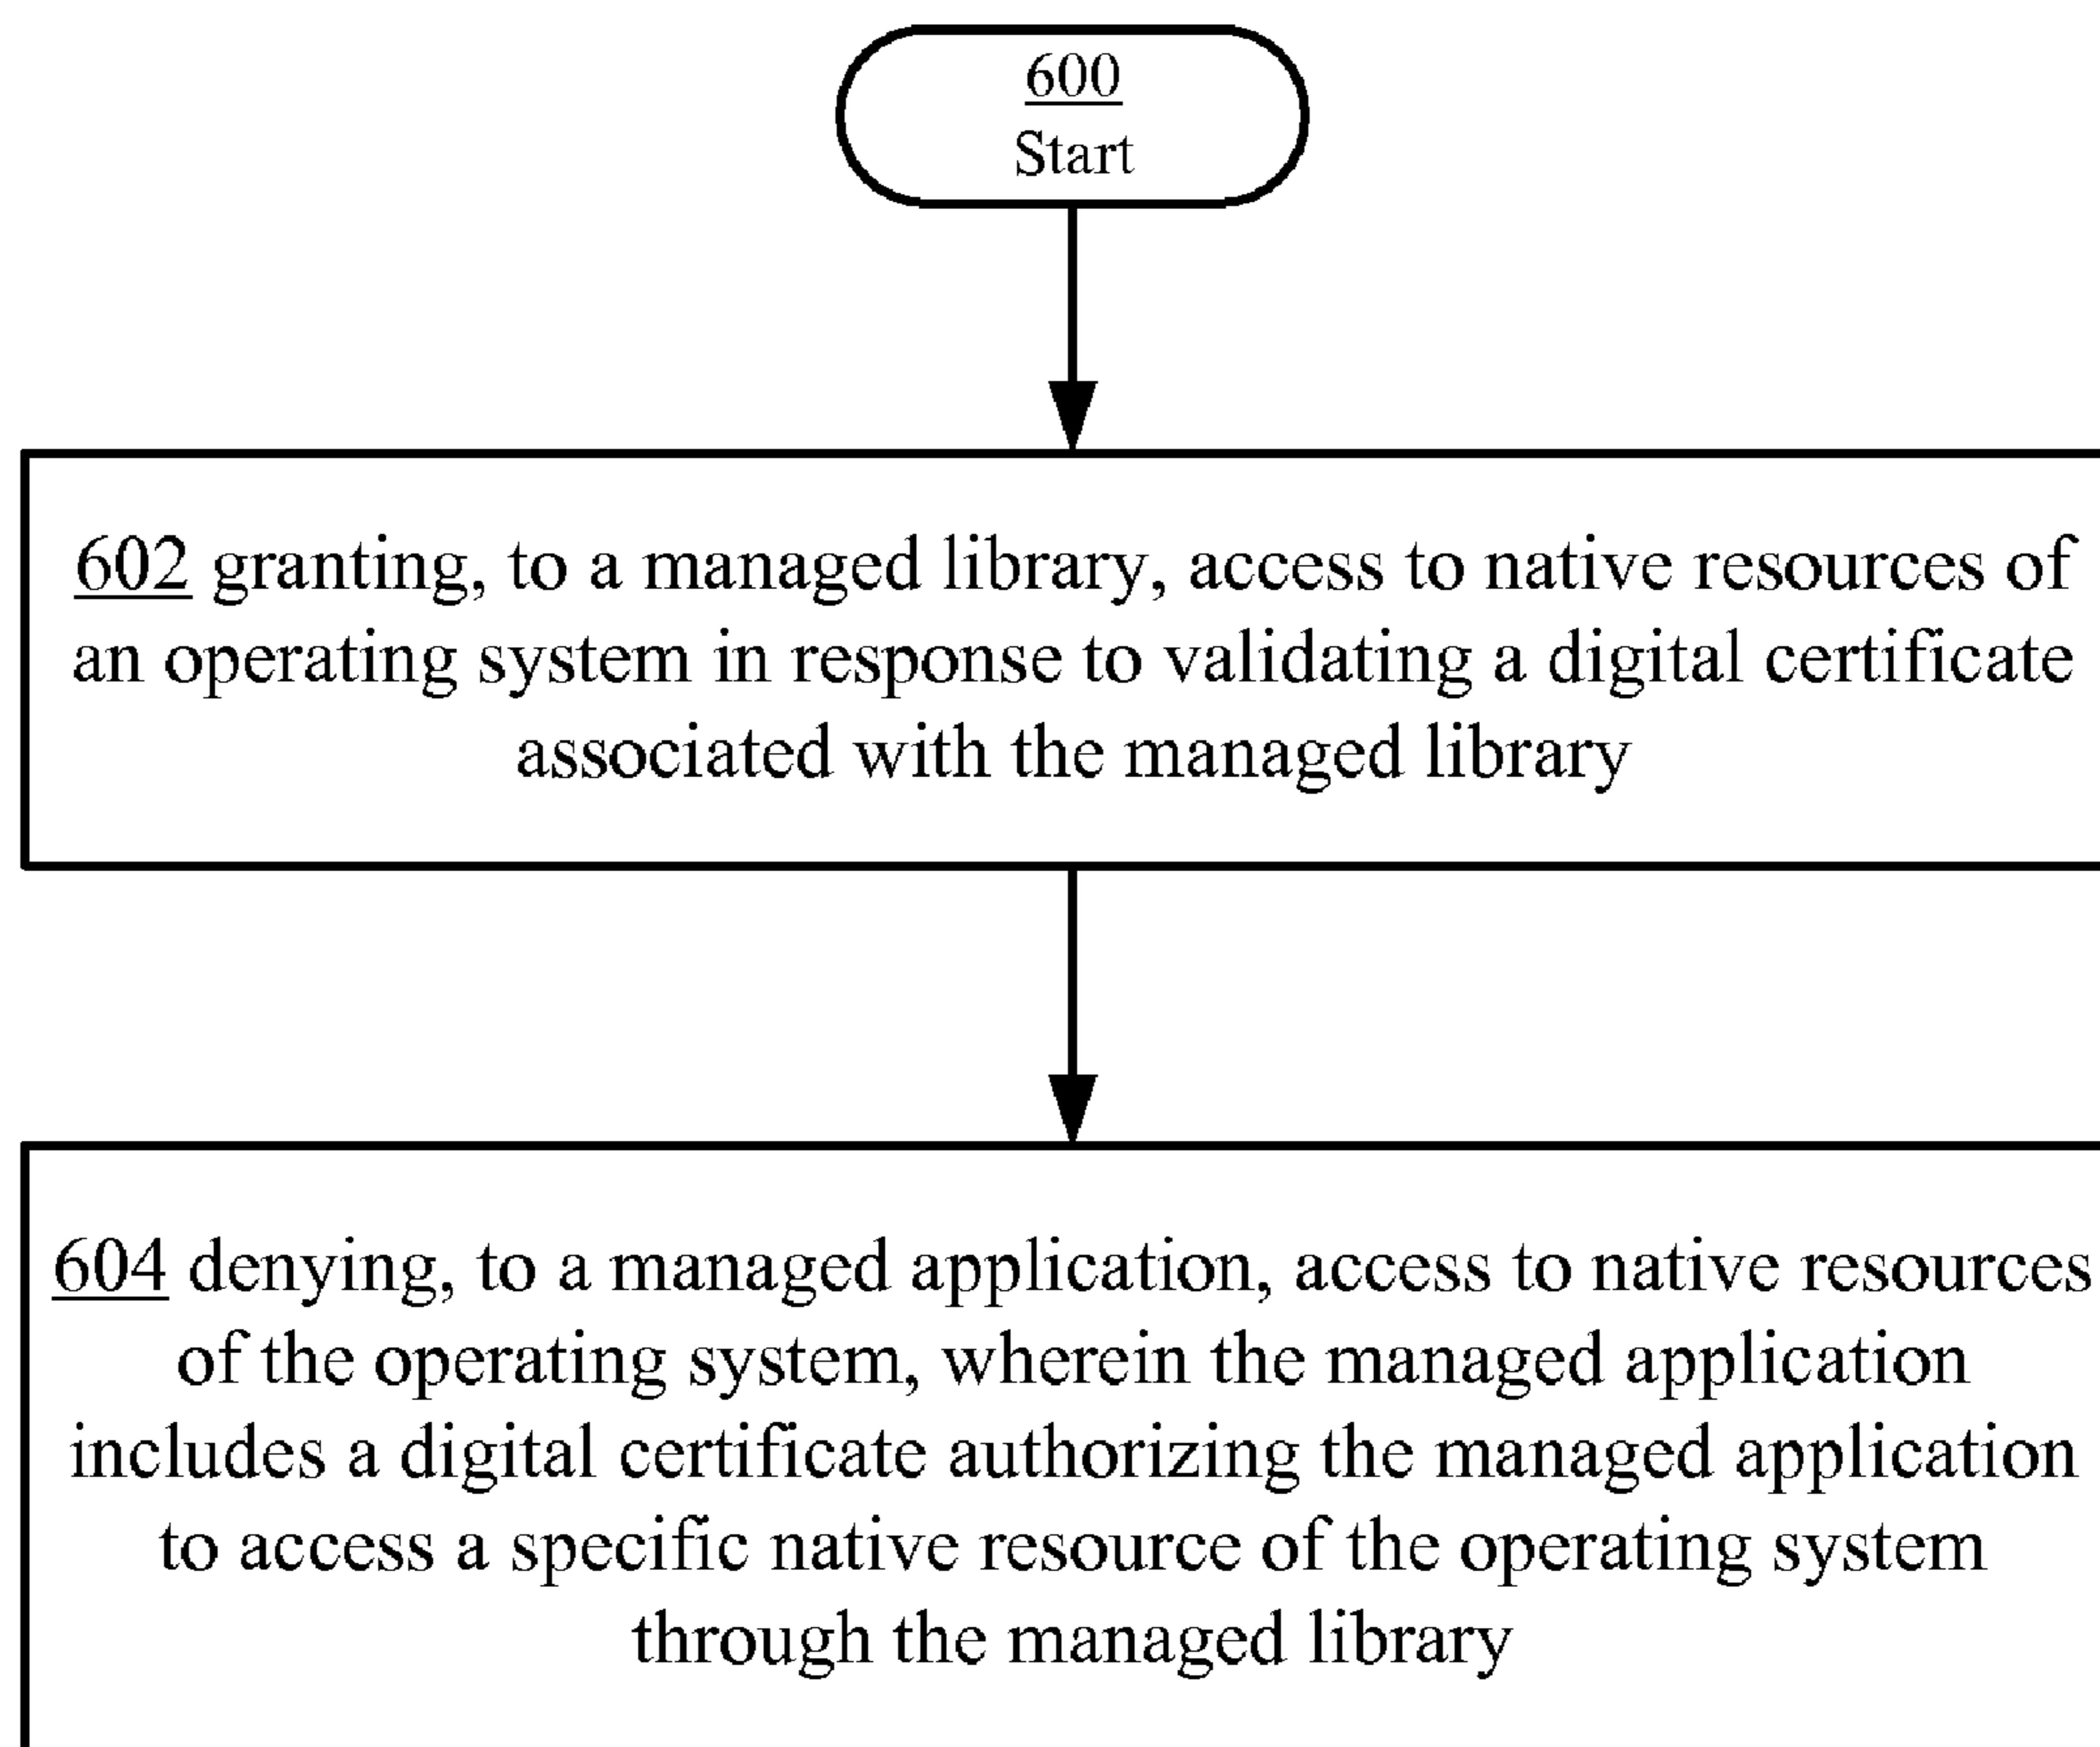 600
Start
602 granting, to a managed library, access to native resources of
an operating system in response to validating a digital certificate
associated with the managed library
604 denying, to a managed application, access to native resources
of the operating system, wherein the managed application
includes a digital certificate authorizing the managed application
to access a specific native resource of the operating system
through the managed library